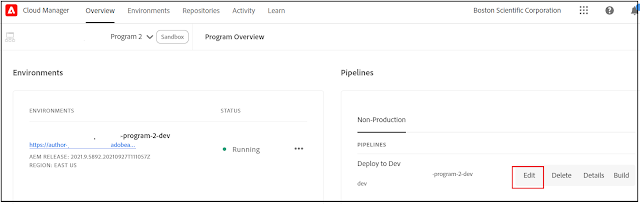 Cloud Manager Overview Environments Repositories Activity Learn Boston Scientific Corporation
Program 2 Sandbox Program Overview
Environments Pipelines
ENVIRONMENTS STATUS
Non-Production
, -program-2-dev
https://author- adobea...
Running
AEM RELEASE: 2021.9.5892.20210927T111057Z
REGION: EAST US
PIPELINES
Deploy to Dev
-program-2-dev
dev
Edit Delete Details Build